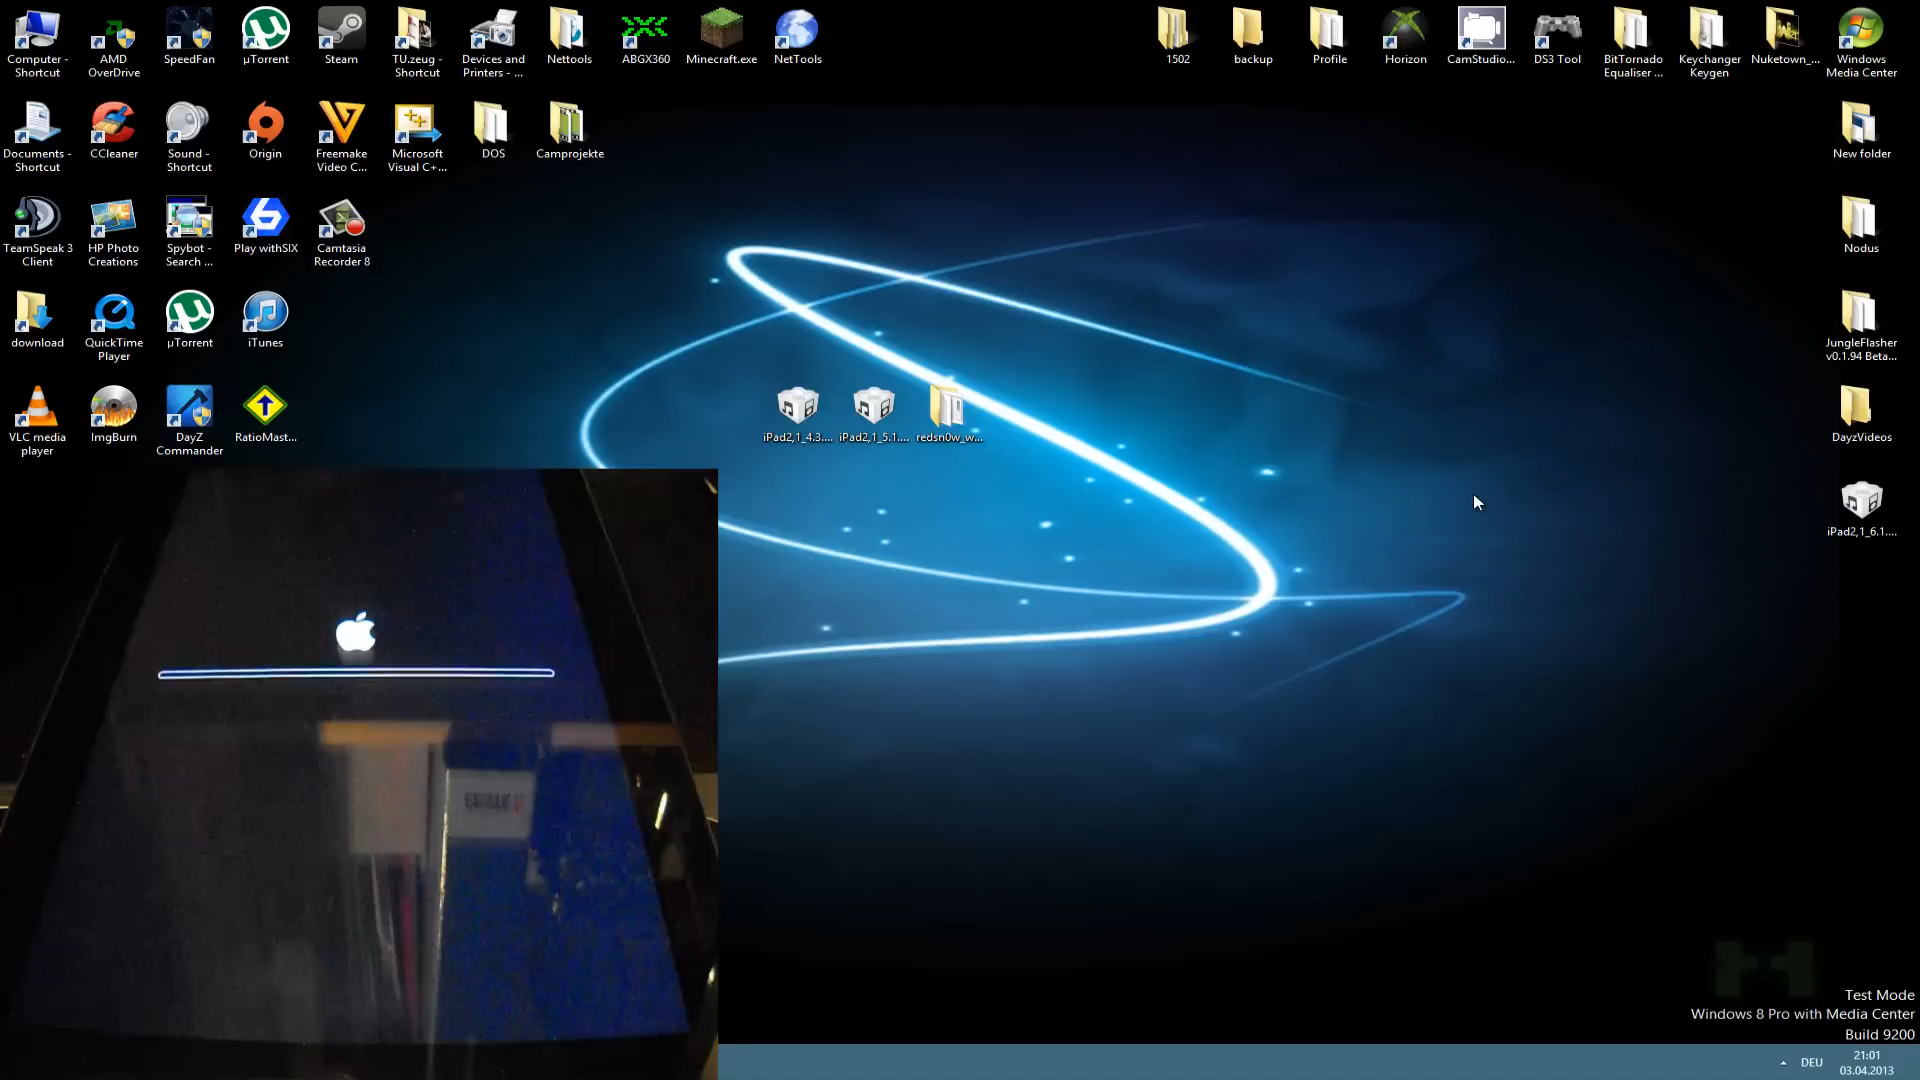 Computer - Shortcut
AMD OverDrive
SpeedFan
µTorrent
Steam
TU.zeug - Shortcut
Devices and Printers - ...
Nettools
ABGX360
Minecraft.exe
NetTools
1502
backup
Profile
Horizon
CamStudio...
DS3 Tool
BitTornado Equaliser ...
Keychanger Keygen
Nuketown_...
Windows Media Center
Documents - Shortcut
CCleaner
Sound - Shortcut
Origin
Freemake Video C...
Microsoft Visual C+...
DOS
Camprojekte
New folder
TeamSpeak 3 Client
HP Photo Creations
Spybot - Search ...
Play withSIX
Camtasia Recorder 8
Nodus
download
QuickTime Player
µTorrent
iTunes
JungleFlasher v0.1.94 Beta...
VLC media player
ImgBurn
DayZ Commander
RatioMast...
iPad2,1_4.3....
iPad2,1_5.1....
redsn0w_w...
DayzVideos
iPad2,1_6.1....
Test Mode
Windows 8 Pro with Media Center
Build 9200
DEU
21:01
03.04.2013